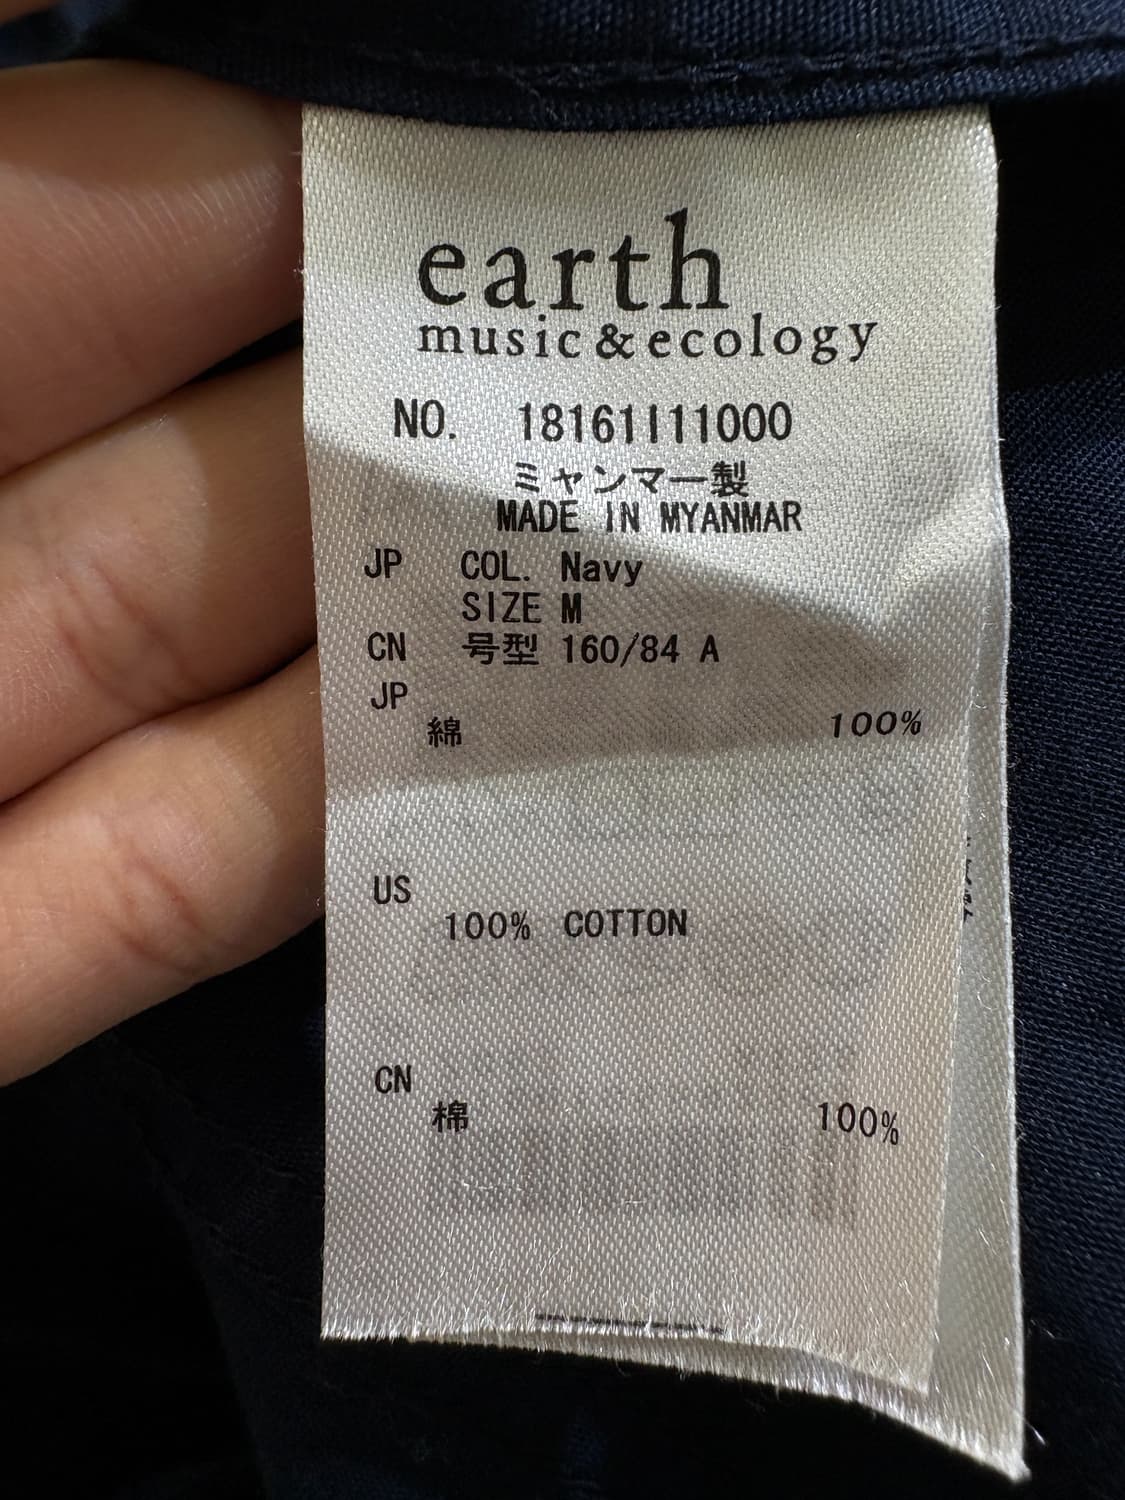 earth
music&ecology
NO. 18161I11000
ミャンマー製
MADE IN MYANMAR
JP COL. Navy
SIZE M
CN 号型 160/84 A
JP
綿 100%
US
100% COTTON
CN
棉 100%